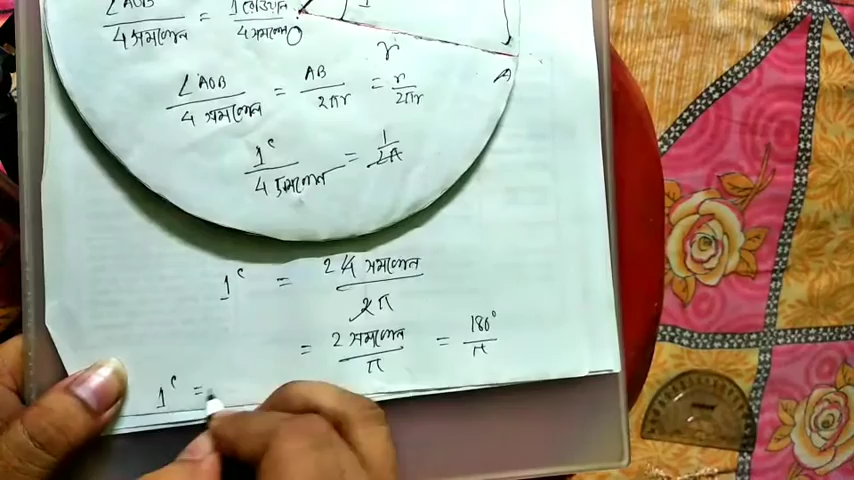 ∠AOB / 4 সমকোণ = 1 রেডিয়ান / 4 সমকোণ
r
A
∠AOB / 4 সমকোণ = AB / 2πr = r / 2πr
1ᶜ / 4 সমকোণ = 1 / 2π
1ᶜ = 2 4 সমকোণ / 2π
= 2 সমকোণ / π = 180° / π
1ᶜ =